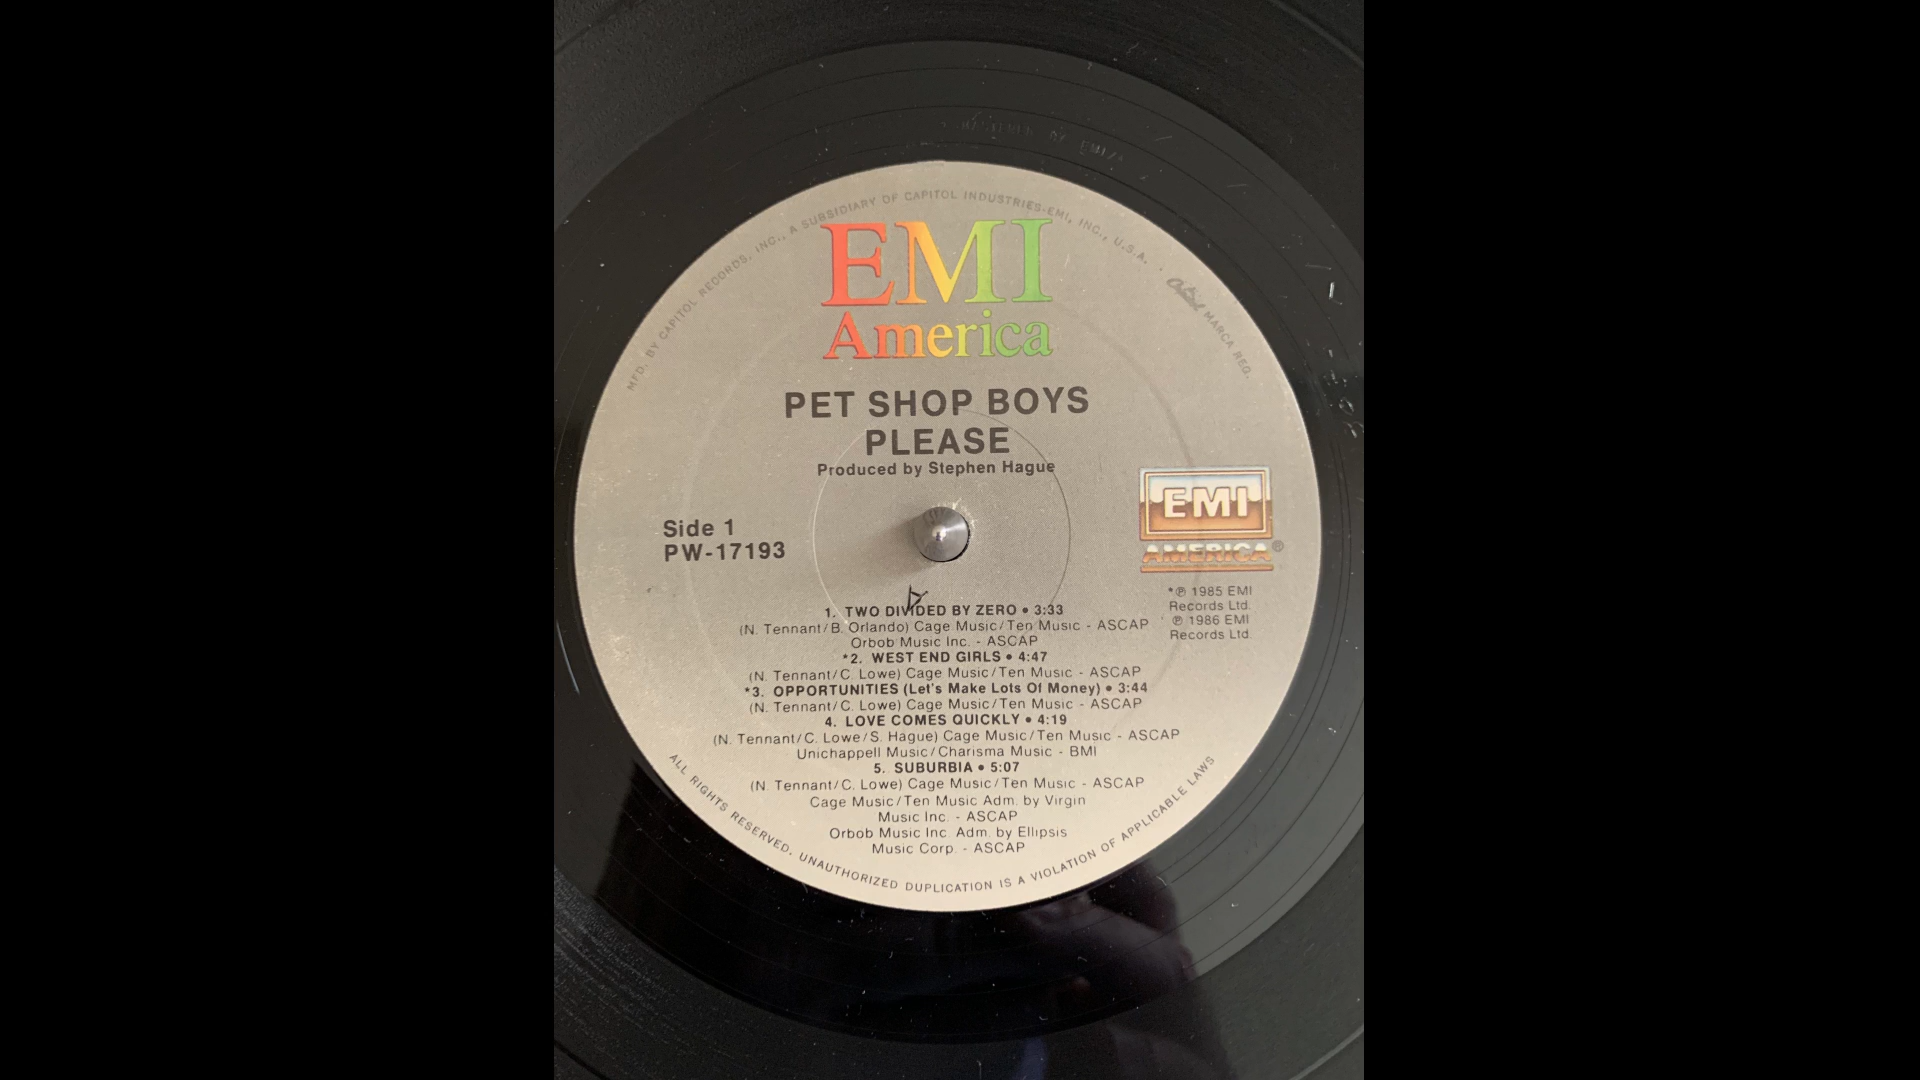 MASTERED BY EMI
MFD. BY CAPITOL RECORDS, INC., A SUBSIDIARY OF CAPITOL INDUSTRIES-EMI, INC., U.S.A. · Capitol MARCA REG.
EMI
America
PET SHOP BOYS
PLEASE
Produced by Stephen Hague
Side 1
PW-17193
EMI
AMERICA®
*℗ 1985 EMI
Records Ltd.
℗ 1986 EMI
Records Ltd.
1. TWO DIVIDED BY ZERO • 3:33
(N. Tennant/B. Orlando) Cage Music/Ten Music - ASCAP
Orbob Music Inc. - ASCAP
*2. WEST END GIRLS • 4:47
(N. Tennant/C. Lowe) Cage Music/Ten Music - ASCAP
*3. OPPORTUNITIES (Let's Make Lots Of Money) • 3:44
(N. Tennant/C. Lowe) Cage Music/Ten Music - ASCAP
4. LOVE COMES QUICKLY • 4:19
(N. Tennant/C. Lowe/S. Hague) Cage Music/Ten Music - ASCAP
Unichappell Music/Charisma Music - BMI
5. SUBURBIA • 5:07
(N. Tennant/C. Lowe) Cage Music/Ten Music - ASCAP
Cage Music/Ten Music Adm. by Virgin
Music Inc. - ASCAP
Orbob Music Inc. Adm. by Ellipsis
Music Corp. - ASCAP
ALL RIGHTS RESERVED. UNAUTHORIZED DUPLICATION IS A VIOLATION OF APPLICABLE LAWS